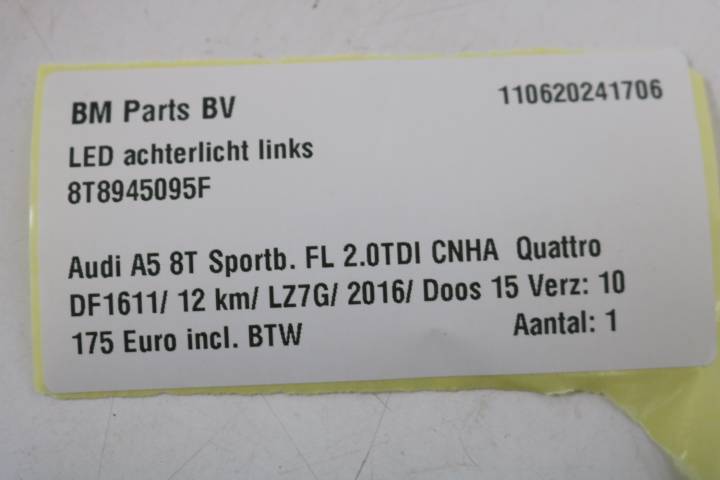 BM Parts BV 110620241706
LED achterlicht links
8T8945095F
Audi A5 8T Sportb. FL 2.0TDI CNHA Quattro
DF1611/ 12 km/ LZ7G/ 2016/ Doos 15 Verz: 10
175 Euro incl. BTW Aantal: 1